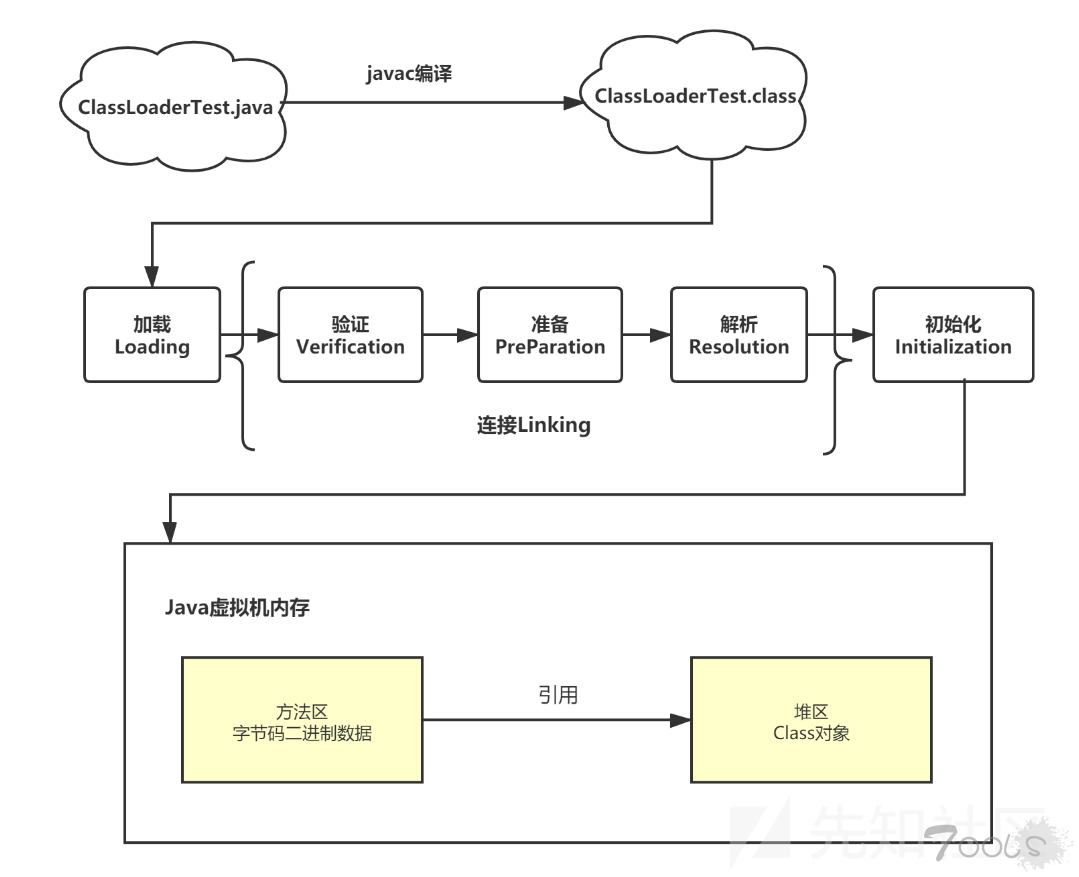 ClassLoaderTest.java
javac编译
ClassLoaderTest.class
加载
Loading
验证
Verification
准备
PreParation
解析
Resolution
初始化
Initialization
连接Linking
Java虚拟机内存
方法区
字节码二进制数据
引用
堆区
Class对象
先知社区
7ooLS